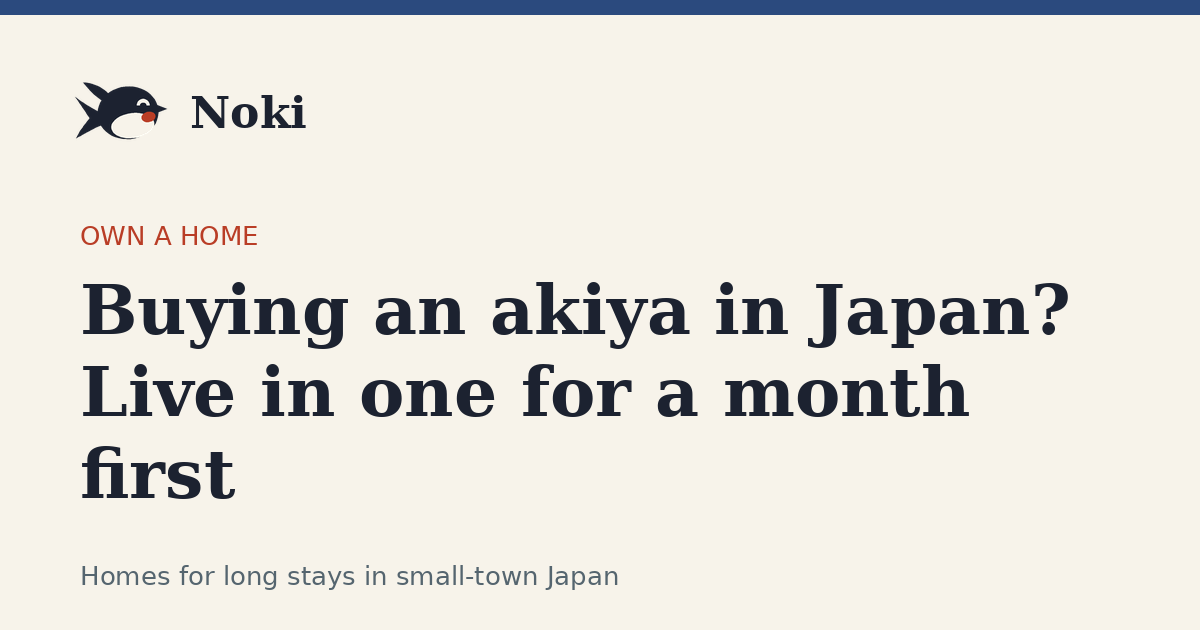 Noki
OWN A HOME
Buying an akiya in Japan?
Live in one for a month
first
Homes for long stays in small-town Japan